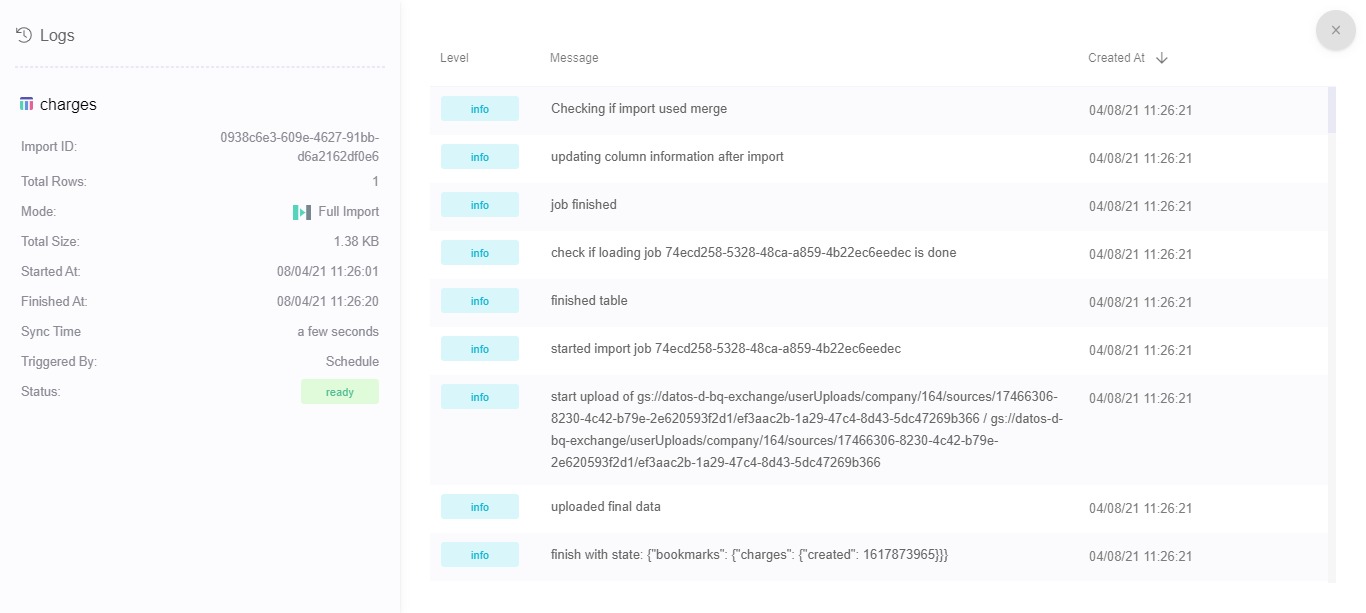 Logs
charges
Import ID:
0938c6e3-609e-4627-91bb-
d6a2162df0e6
Total Rows:
1
Mode:
Full Import
Total Size:
1.38 KB
Started At:
08/04/21 11:26:01
Finished At:
08/04/21 11:26:20
Sync Time
a few seconds
Triggered By:
Schedule
Status:
ready
Level Message Created At
info Checking if import used merge 04/08/21 11:26:21
info updating column information after import 04/08/21 11:26:21
info job finished 04/08/21 11:26:21
info check if loading job 74ecd258-5328-48ca-a859-4b22ec6eedec is done 04/08/21 11:26:21
info finished table 04/08/21 11:26:21
info started import job 74ecd258-5328-48ca-a859-4b22ec6eedec 04/08/21 11:26:21
info start upload of gs://datos-d-bq-exchange/userUploads/company/164/sources/17466306- 04/08/21 11:26:21
8230-4c42-b79e-2e620593f2d1/ef3aac2b-1a29-47c4-8d43-5dc47269b366 / gs://datos-d-
bq-exchange/userUploads/company/164/sources/17466306-8230-4c42-b79e-
2e620593f2d1/ef3aac2b-1a29-47c4-8d43-5dc47269b366
info uploaded final data 04/08/21 11:26:21
info finish with state: {"bookmarks": {"charges": {"created": 1617873965}}} 04/08/21 11:26:21